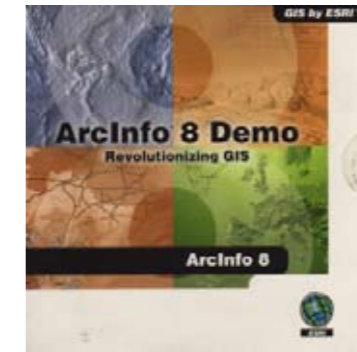 GIS by ESRI
ArcInfo 8 Demo
Revolutionizing GIS
ArcInfo 8
ESRI